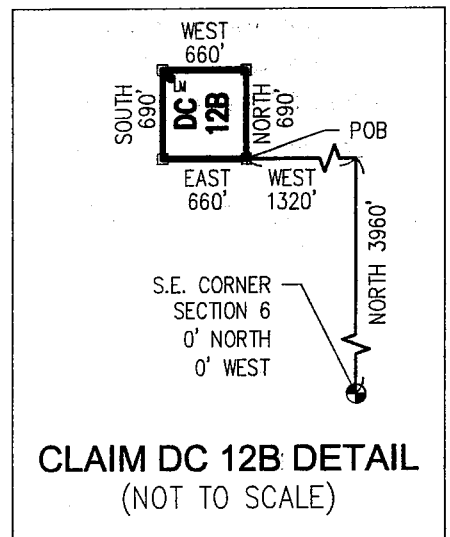 WEST
660'
SOUTH
690'
LM
DC
12B
NORTH
690'
POB
EAST
660'
WEST
1320'
NORTH 3960'
S.E. CORNER
SECTION 6
0' NORTH
0' WEST
CLAIM DC 12B DETAIL
(NOT TO SCALE)